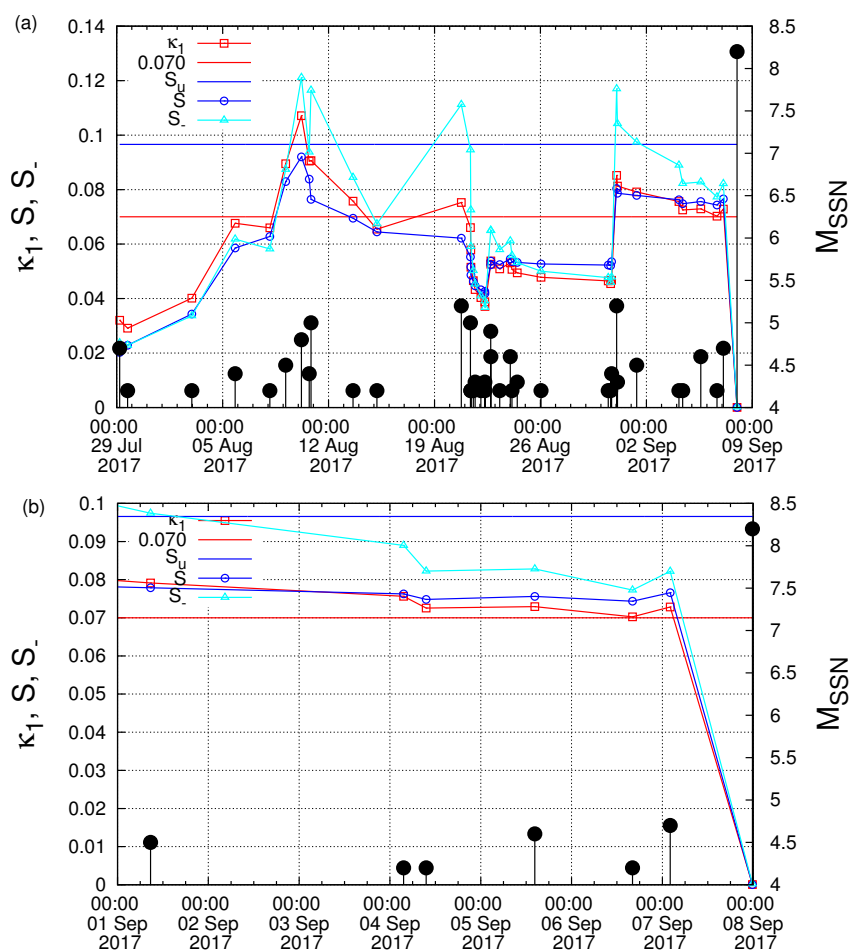 (a)
0.14
0.12
0.1
0.08
0.06
0.04
0.02
0
κ1, S, S-
κ1
0.070
Su
S
S-
8.5
8
7.5
7
6.5
6
5.5
5
4.5
4
MSSN
00:00 00:00 00:00 00:00 00:00 00:00 00:00
29 Jul 05 Aug 12 Aug 19 Aug 26 Aug 02 Sep 09 Sep
2017 2017 2017 2017 2017 2017 2017
(b)
0.1
0.09
0.08
0.07
0.06
0.05
0.04
0.03
0.02
0.01
0
κ1, S, S-
κ1
0.070
Su
S
S-
8.5
8
7.5
7
6.5
6
5.5
5
4.5
4
MSSN
00:00 00:00 00:00 00:00 00:00 00:00 00:00 00:00
01 Sep 02 Sep 03 Sep 04 Sep 05 Sep 06 Sep 07 Sep 08 Sep
2017 2017 2017 2017 2017 2017 2017 2017